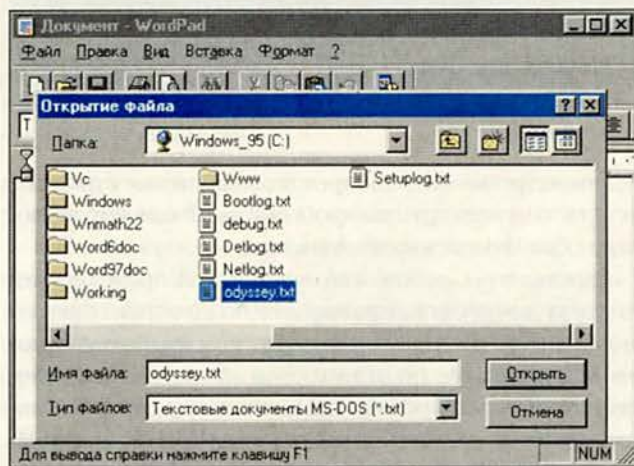 Документ - WordPad
Файл Правка Вид Вставка Формат ?
Открытие файла
Папка: Windows_95 (C:)
Vc Www Setuplog.txt
Windows Bootlog.txt
Wnmath22 debug.txt
Word6doc Detlog.txt
Word97doc Netlog.txt
Working odyssey.txt
Имя файла: odyssey.txt Открыть
Тип файлов: Текстовые документы MS-DOS (*.txt) Отмена
Для вывода справки нажмите клавишу F1 NUM